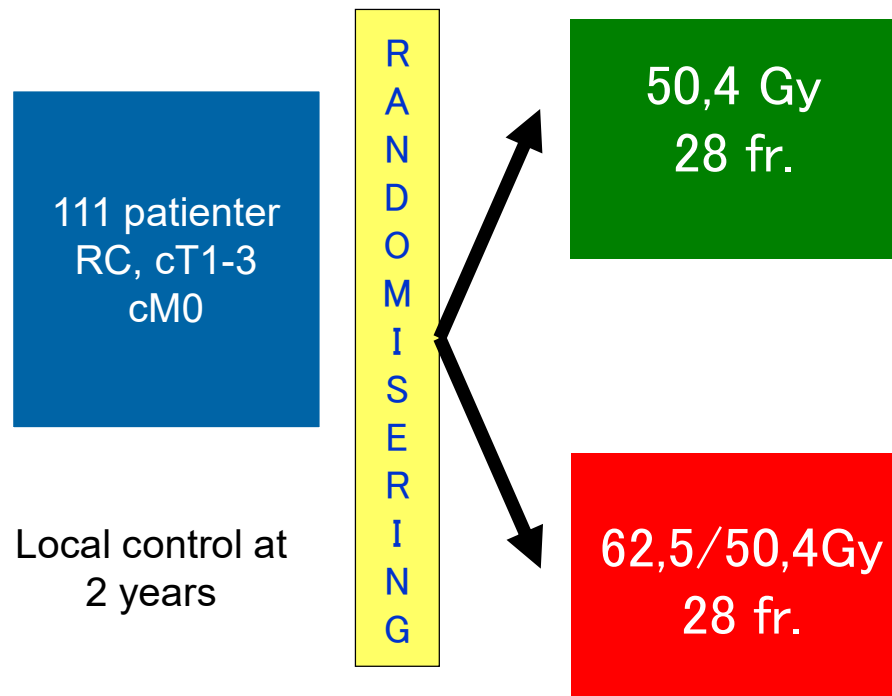 111 patienter
RC, cT1-3
cM0
Local control at
2 years
R
A
N
D
O
M
I
S
E
R
I
N
G
50,4 Gy
28 fr.
62,5/50,4Gy
28 fr.